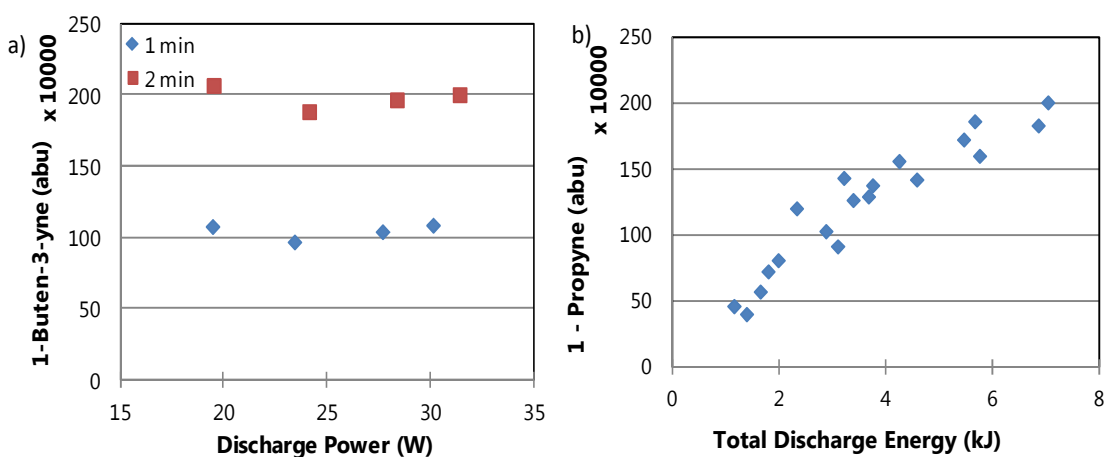 a)
1-Buten-3-yne (abu)
x 10000
250
200
150
100
50
0
1 min
2 min
15 20 25 30 35
Discharge Power (W)
b)
1 - Propyne (abu)
x 10000
250
200
150
100
50
0
0 2 4 6 8
Total Discharge Energy (kJ)